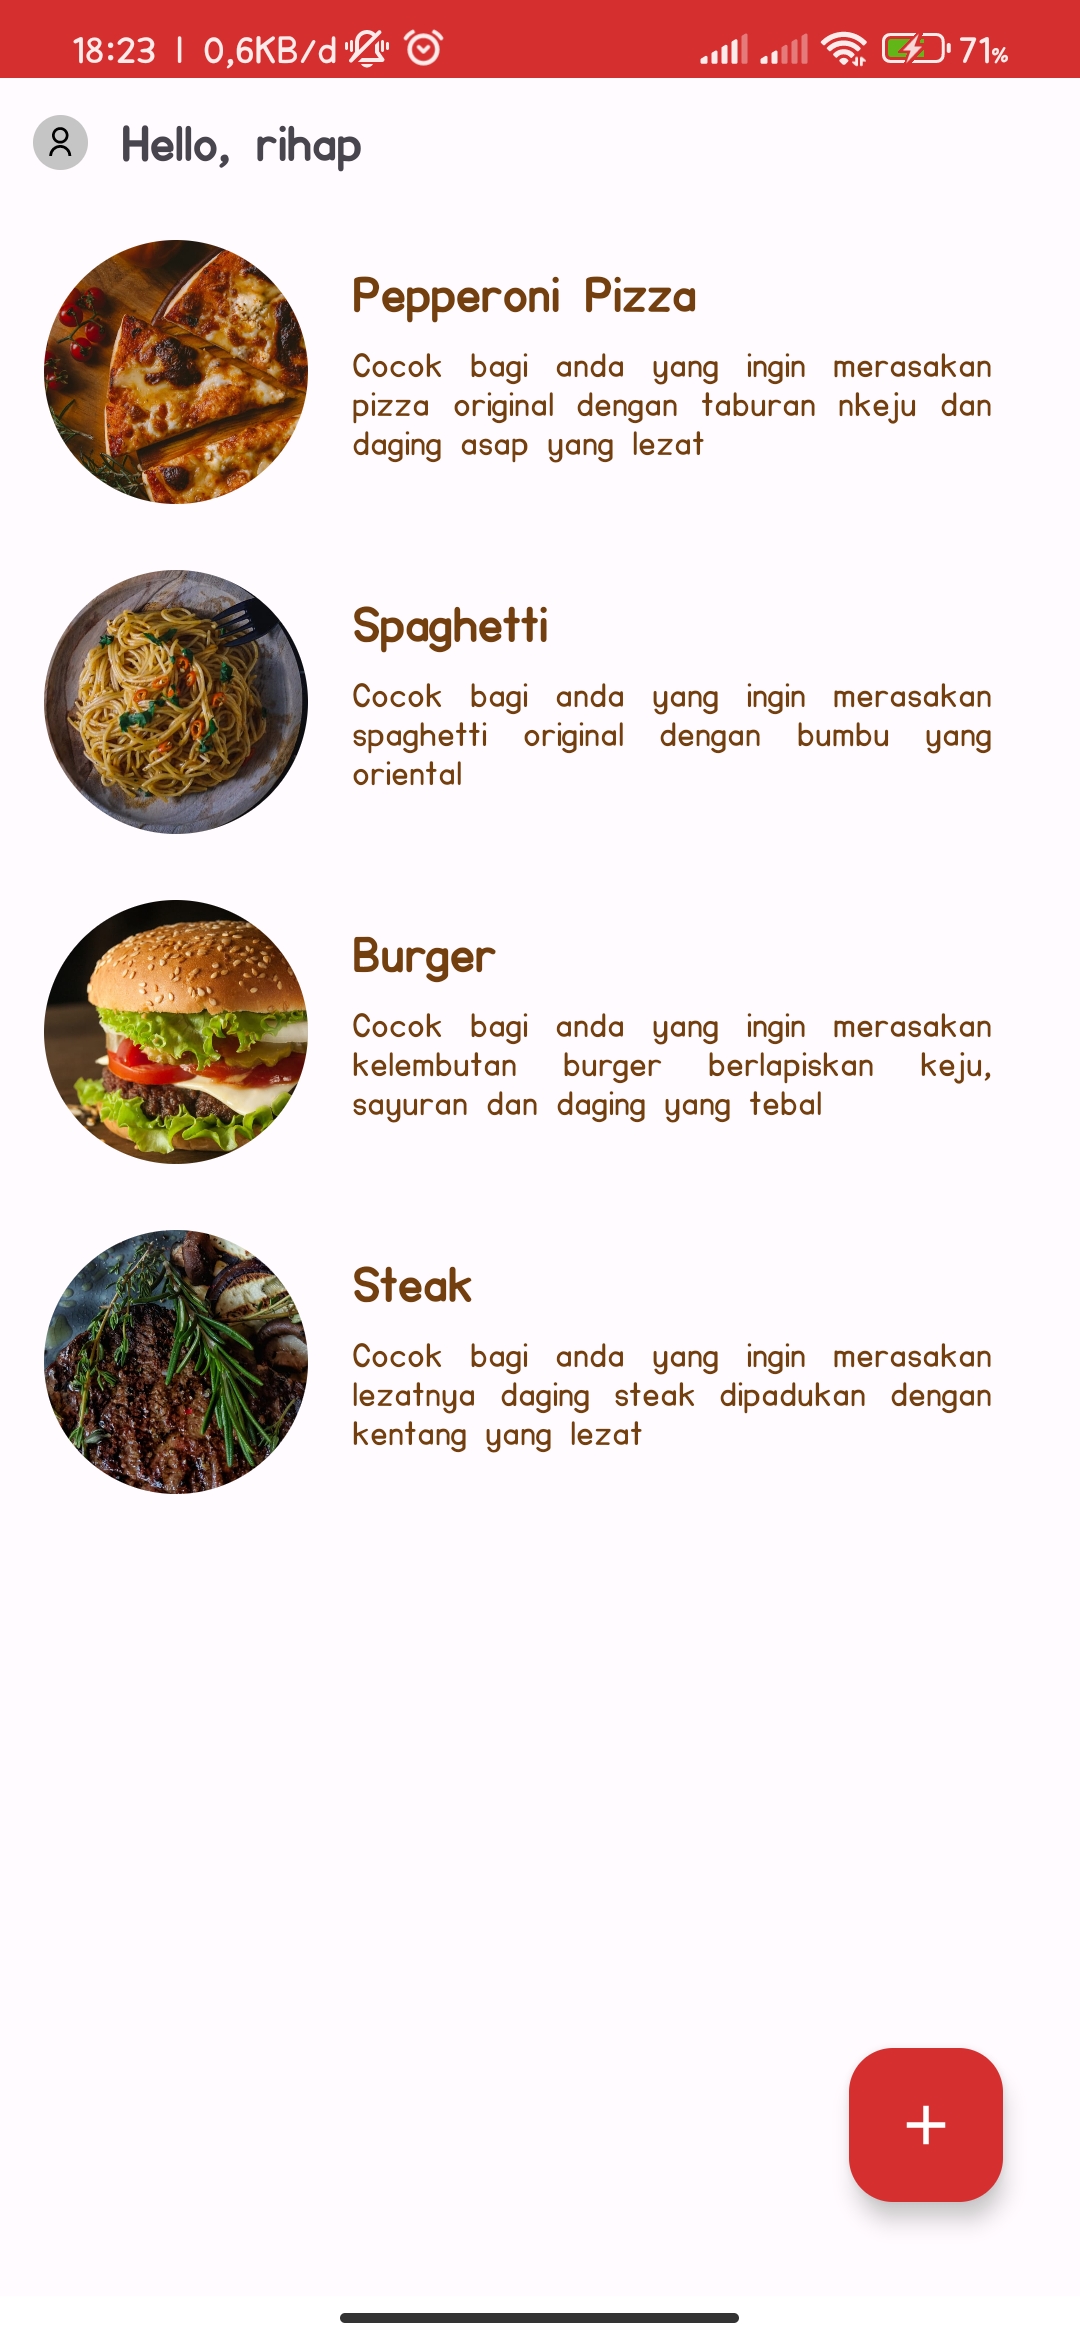 18:23 | 0,6KB/d 71%
Hello, rihap
Pepperoni Pizza
Cocok bagi anda yang ingin merasakan
pizza original dengan taburan nkeju dan
daging asap yang lezat
Spaghetti
Cocok bagi anda yang ingin merasakan
spaghetti original dengan bumbu yang
oriental
Burger
Cocok bagi anda yang ingin merasakan
kelembutan burger berlapiskan keju,
sayuran dan daging yang tebal
Steak
Cocok bagi anda yang ingin merasakan
lezatnya daging steak dipadukan dengan
kentang yang lezat